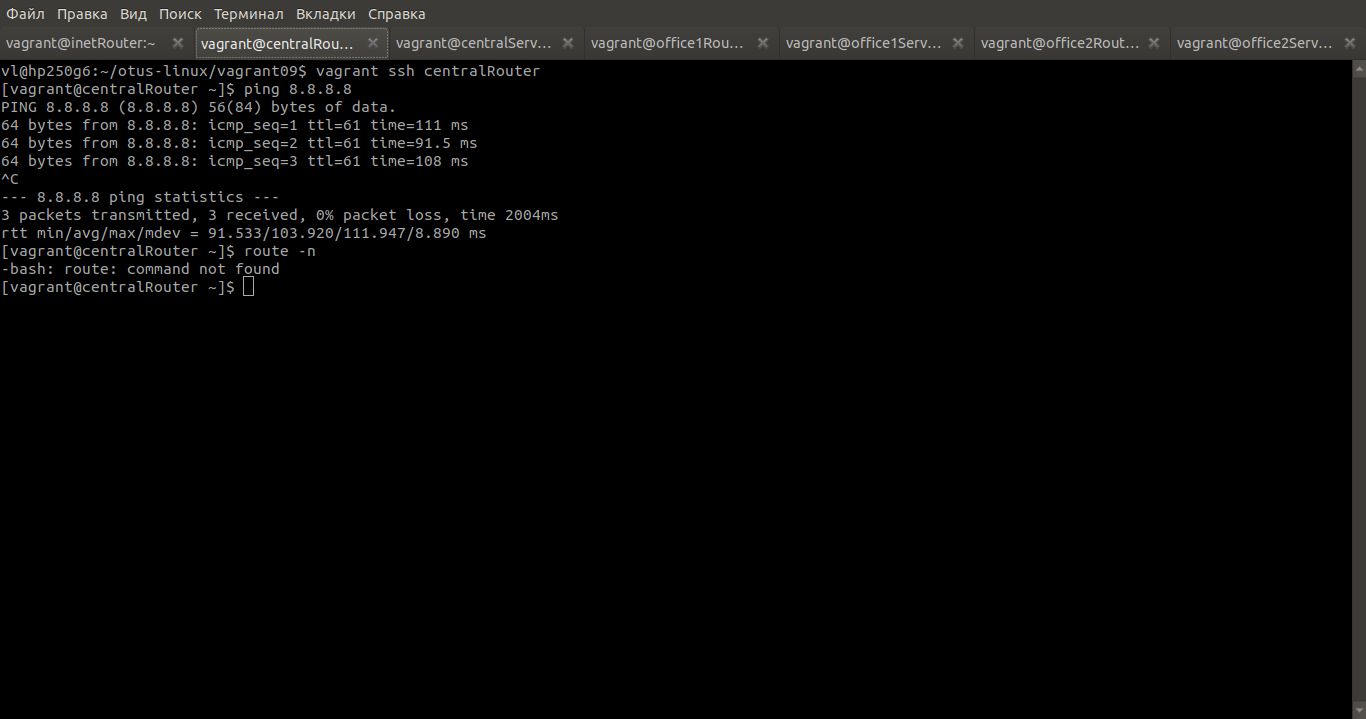 Файл Правка Вид Поиск Терминал Вкладки Справка
vagrant@inetRouter:~ vagrant@centralRou... vagrant@centralServ... vagrant@office1Rou... vagrant@office1Serv... vagrant@office2Rout... vagrant@office2Serv...
vl@hp250g6:~/otus-linux/vagrant09$ vagrant ssh centralRouter
[vagrant@centralRouter ~]$ ping 8.8.8.8
PING 8.8.8.8 (8.8.8.8) 56(84) bytes of data.
64 bytes from 8.8.8.8: icmp_seq=1 ttl=61 time=111 ms
64 bytes from 8.8.8.8: icmp_seq=2 ttl=61 time=91.5 ms
64 bytes from 8.8.8.8: icmp_seq=3 ttl=61 time=108 ms
^C
--- 8.8.8.8 ping statistics ---
3 packets transmitted, 3 received, 0% packet loss, time 2004ms
rtt min/avg/max/mdev = 91.533/103.920/111.947/8.890 ms
[vagrant@centralRouter ~]$ route -n
-bash: route: command not found
[vagrant@centralRouter ~]$